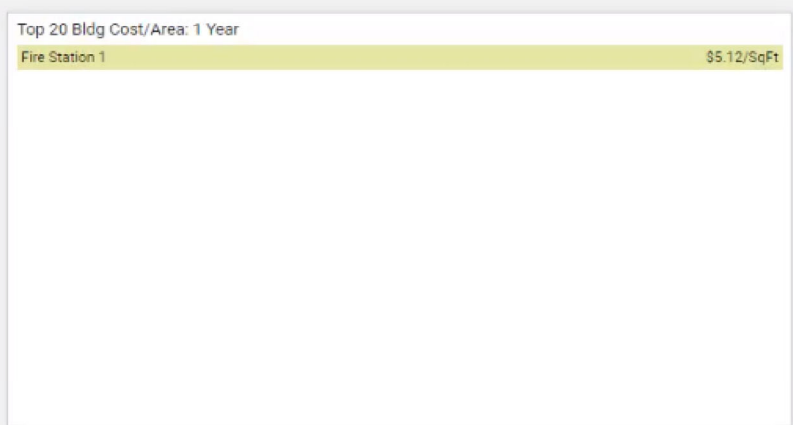 Top 20 Bldg Cost/Area: 1 Year
Fire Station 1 $5.12/SqFt